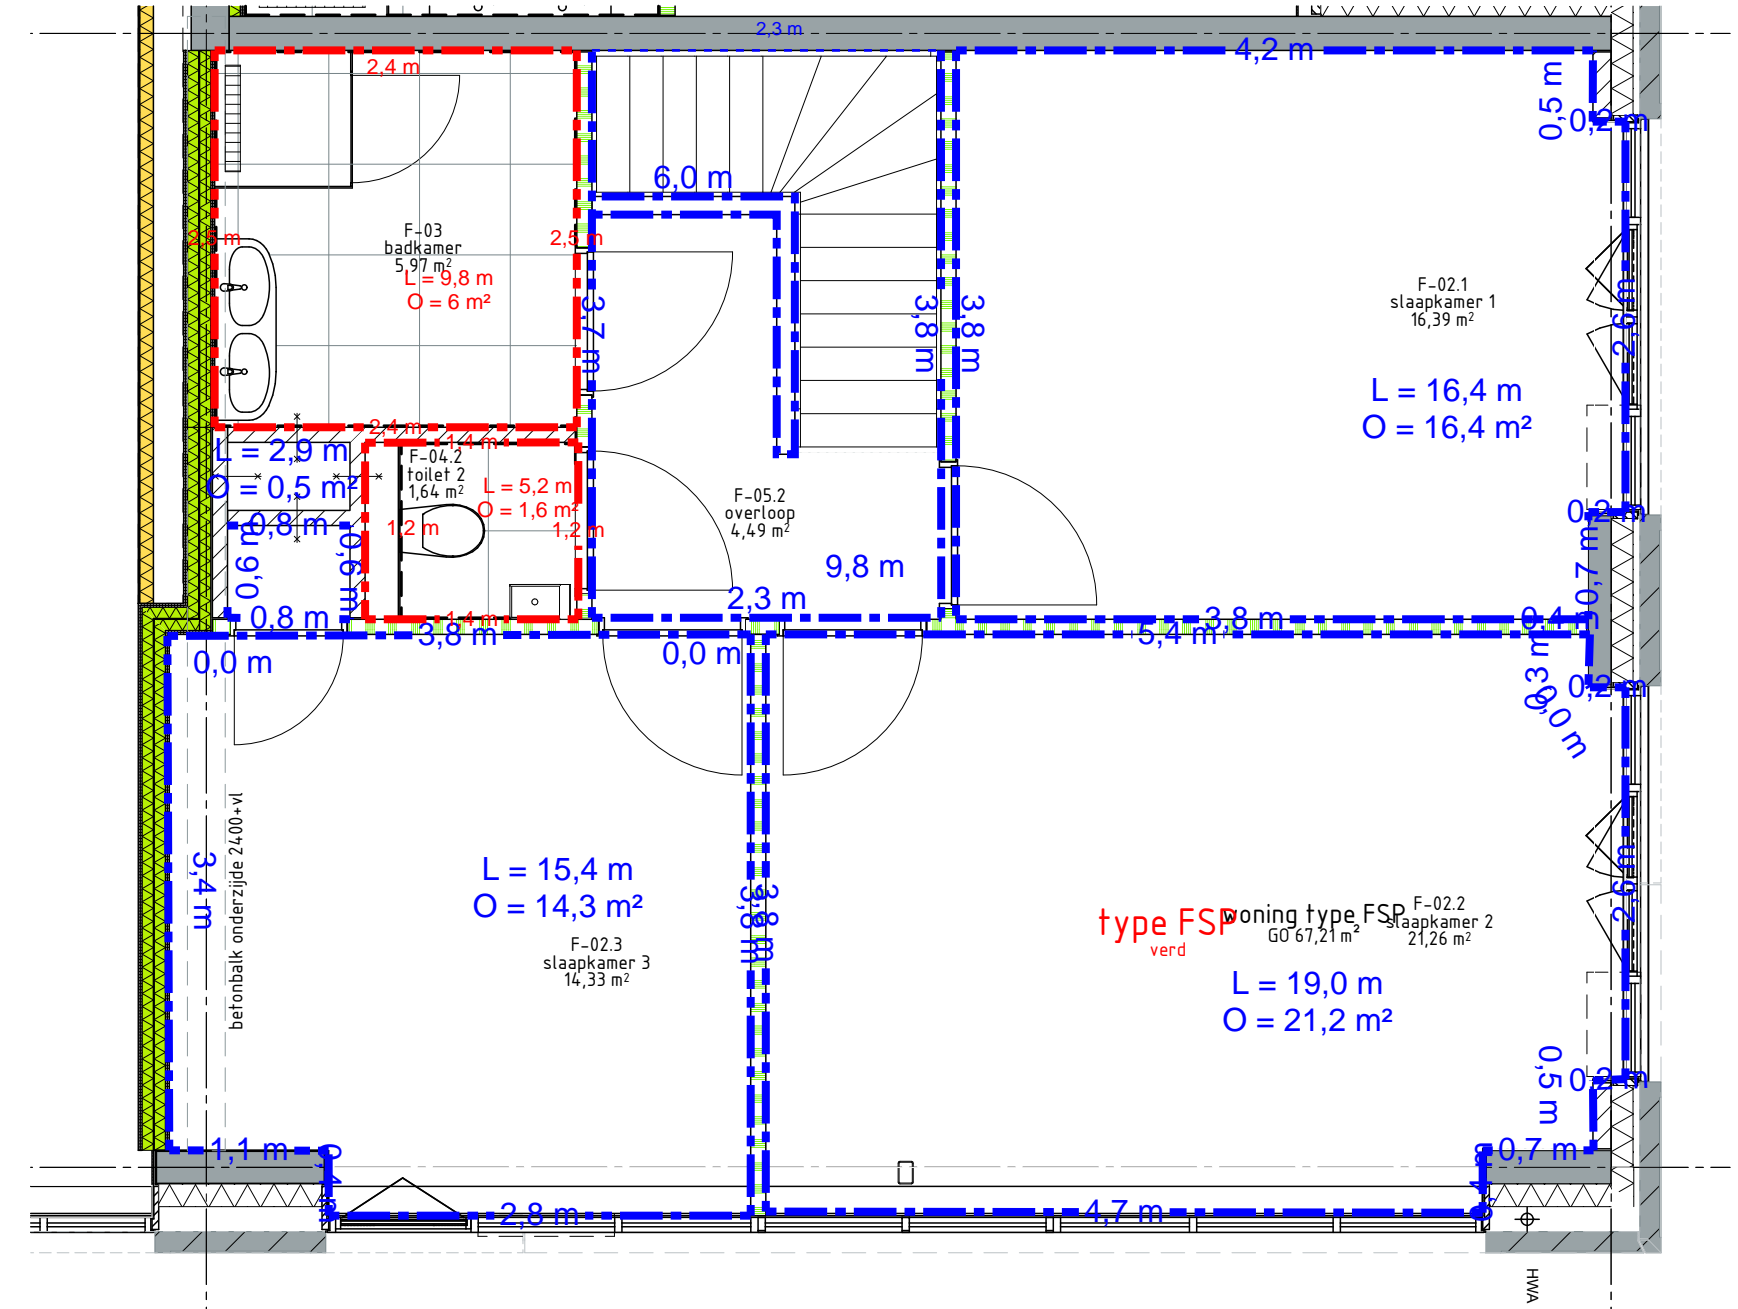 2,3 m
2,4 m
4,2 m
0,5 m
0,2 m
6,0 m
F-03
badkamer
5,97 m²
2,5 m
2,5 m
L = 9,8 m
O = 6 m²
3,7 m
3,8 m
3,8 m
F-02.1
slaapkamer 1
16,39 m²
2,6 m
L = 16,4 m
O = 16,4 m²
2,4 m
1,4 m
L = 2,9 m
O = 0,5 m²
F-04.2
toilet 2
1,64 m²
L = 5,2 m
O = 1,6 m²
1,2 m
1,2 m
0,8 m
0,6 m
0,6 m
0,8 m
F-05.2
overloop
4,49 m²
9,8 m
2,3 m
0,2 m
0,7 m
1,4 m
3,8 m
3,8 m
0,4 m
5,4 m
0,0 m
0,0 m
0,3 m
0,2 m
0,0 m
3,4 m
betonbalk onderzijde 2400+vl
L = 15,4 m
O = 14,3 m²
F-02.3
slaapkamer 3
14,33 m²
3,8 m
3,8 m
type FSP
verd
woning type FSP
GO 67,21 m²
F-02.2
slaapkamer 2
21,26 m²
2,6 m
L = 19,0 m
O = 21,2 m²
0,5 m
0,2 m
1,1 m
0,4 m
2,8 m
4,7 m
0,4 m
0,7 m
HWA